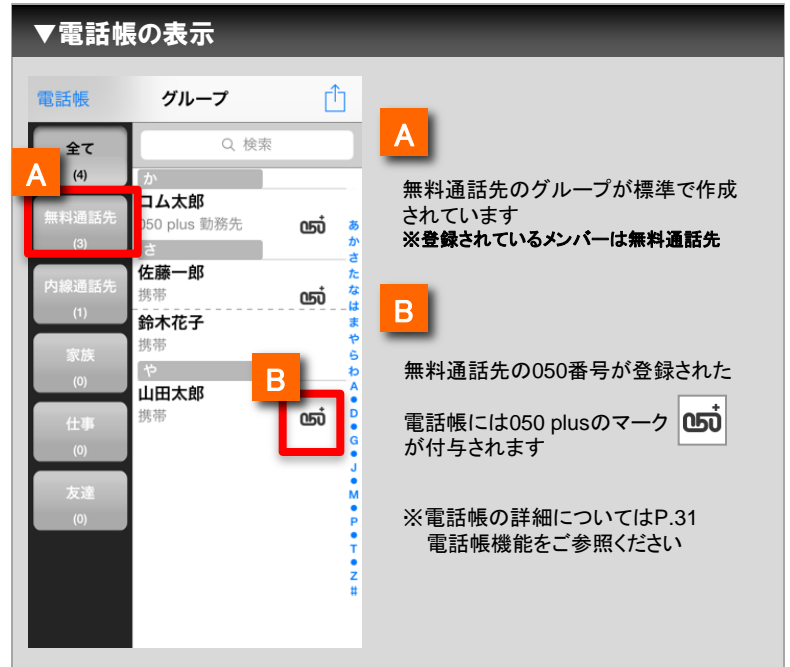 ▼電話帳の表示
電話帳
グループ
全て
(4)
A
無料通話先
(3)
内線通話先
(1)
家族
(0)
仕事
(0)
友達
(0)
検索
か
コム太郎
050 plus 勤務先
050+
さ
佐藤一郎
携帯
050+
鈴木花子
携帯
や
B
山田太郎
携帯
050+
あ
か
さ
た
な
は
ま
や
ら
わ
A
●
D
●
G
●
J
●
M
●
P
●
T
●
Z
#
A
無料通話先のグループが標準で作成
されています
※登録されているメンバーは無料通話先
B
無料通話先の050番号が登録された
電話帳には050 plusのマーク 050+
が付与されます
※電話帳の詳細についてはP.31
電話帳機能をご参照ください